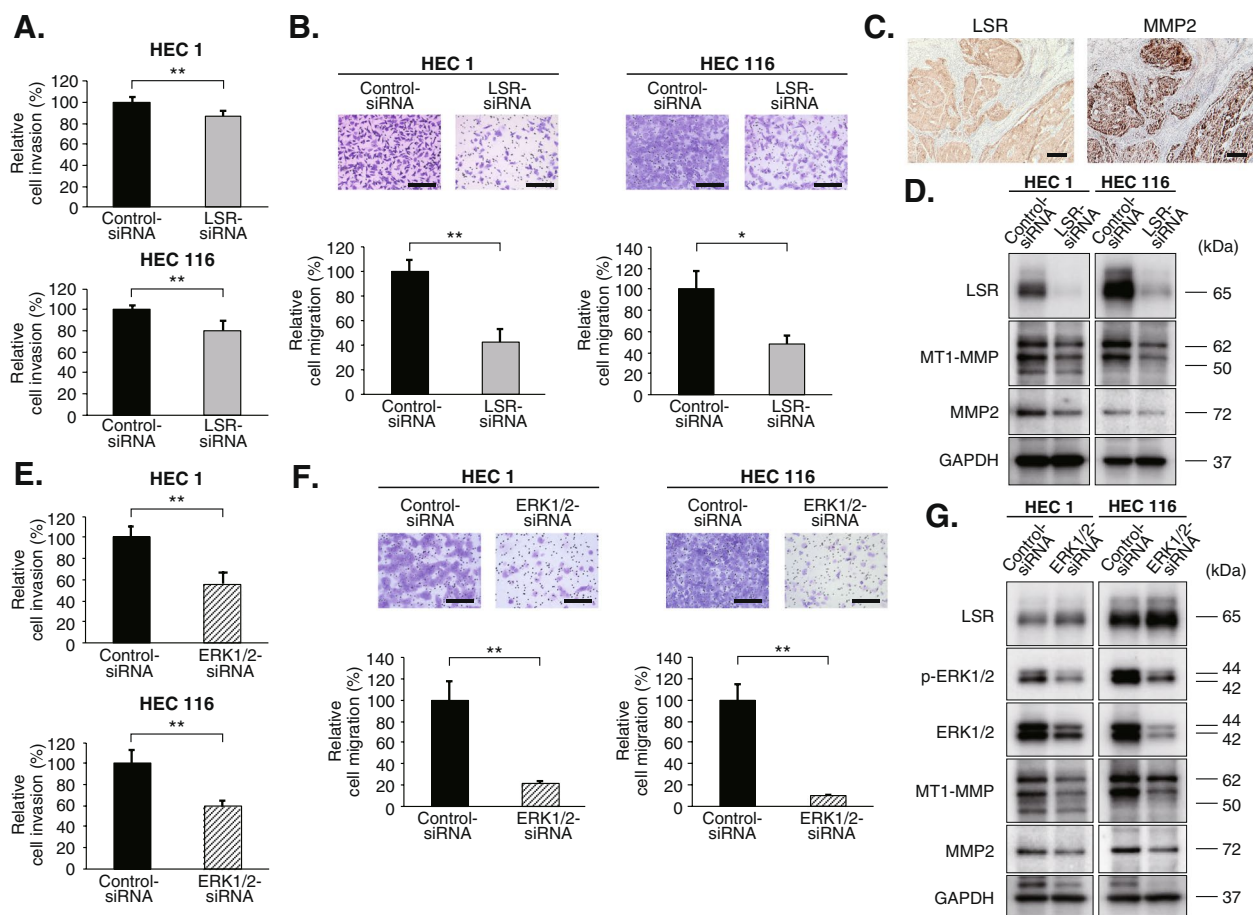 A.
HEC 1
**
Relative
cell invasion (%)
120
100
80
60
40
20
0
Control-
siRNA
LSR-
siRNA
HEC 116
**
Relative
cell invasion (%)
120
100
80
60
40
20
0
Control-
siRNA
LSR-
siRNA
B.
HEC 1
Control-
siRNA
LSR-
siRNA
HEC 116
Control-
siRNA
LSR-
siRNA
**
Relative
cell migration (%)
120
100
80
60
40
20
0
Control-
siRNA
LSR-
siRNA
*
Relative
cell migration (%)
140
120
100
80
60
40
20
0
Control-
siRNA
LSR-
siRNA
C.
LSR
MMP2
D.
HEC 1
HEC 116
Control-
siRNA
LSR-
siRNA
Control-
siRNA
LSR-
siRNA
(kDa)
LSR
65
MT1-MMP
62
50
MMP2
72
GAPDH
37
E.
HEC 1
**
Relative
cell invasion (%)
120
100
80
60
40
20
0
Control-
siRNA
ERK1/2-
siRNA
HEC 116
**
Relative
cell invasion (%)
120
100
80
60
40
20
0
Control-
siRNA
ERK1/2-
siRNA
F.
HEC 1
Control-
siRNA
ERK1/2-
siRNA
HEC 116
Control-
siRNA
ERK1/2-
siRNA
**
Relative
cell migration (%)
140
120
100
80
60
40
20
0
Control-
siRNA
ERK1/2-
siRNA
**
Relative
cell migration (%)
140
120
100
80
60
40
20
0
Control-
siRNA
ERK1/2-
siRNA
G.
HEC 1
HEC 116
Control-
siRNA
ERK1/2-
siRNA
Control-
siRNA
ERK1/2-
siRNA
(kDa)
LSR
65
p-ERK1/2
44
42
ERK1/2
44
42
MT1-MMP
62
50
MMP2
72
GAPDH
37